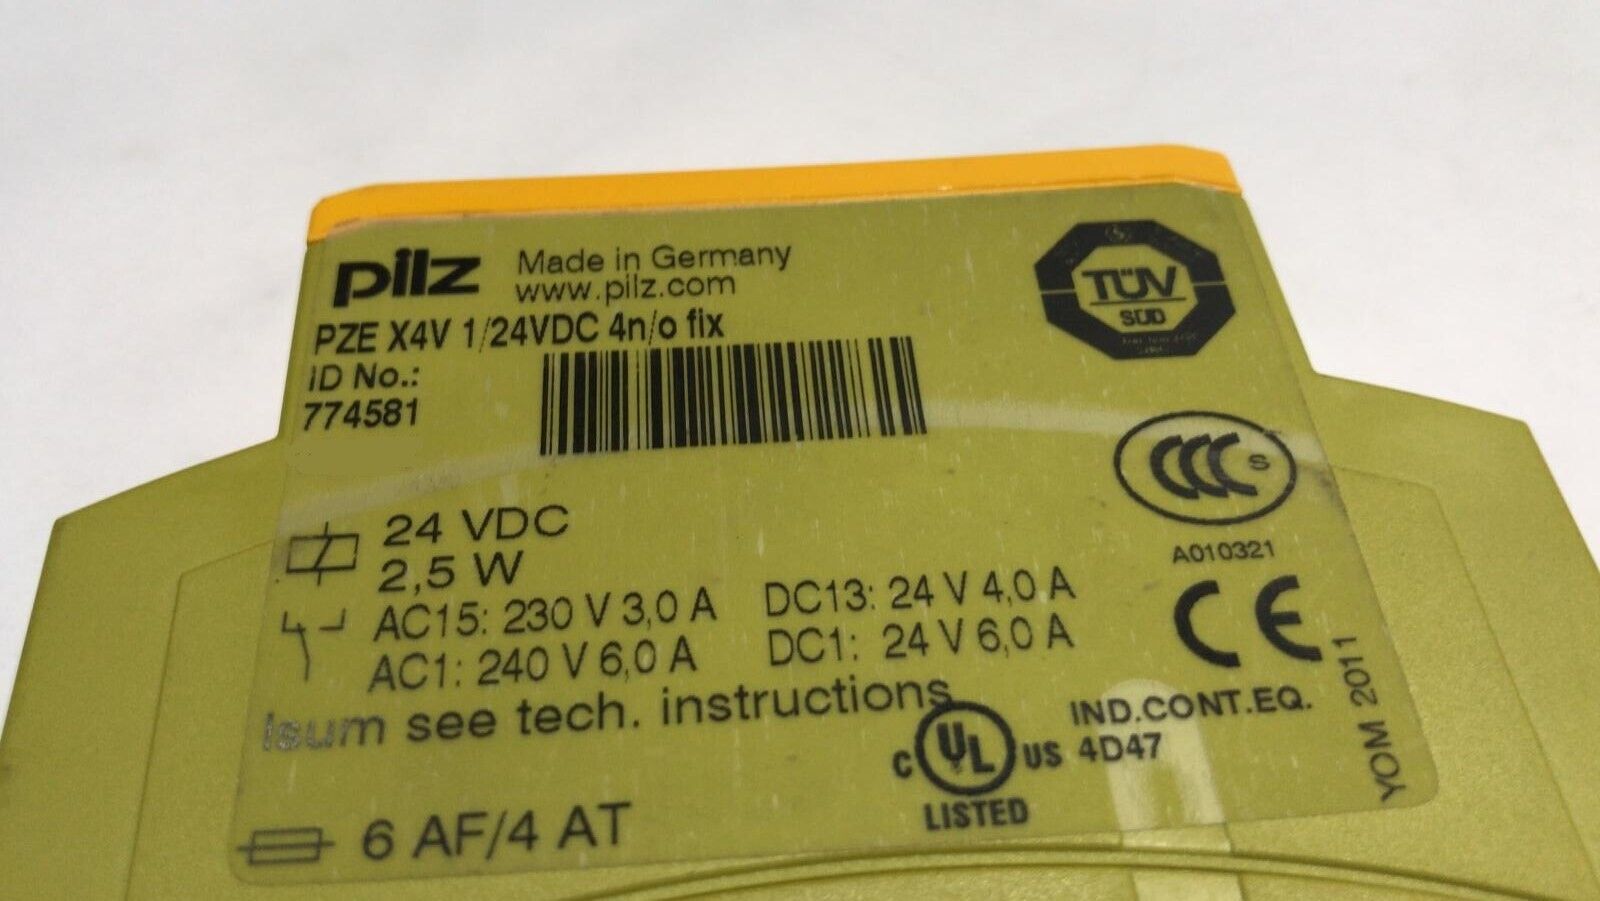 pilz Made in Germany
www.pilz.com
PZE X4V 1/24VDC 4n/o fix
ID No.:
774581
TÜV
SÜD
CCC S
A010321
24 VDC
2,5 W
AC15: 230 V 3,0 A DC13: 24 V 4,0 A
AC1: 240 V 6,0 A DC1: 24 V 6,0 A
Isum see tech. instructions
CE
YOM 2011
C UL US
LISTED
IND.CONT.EQ.
4D47
6 AF/4 AT